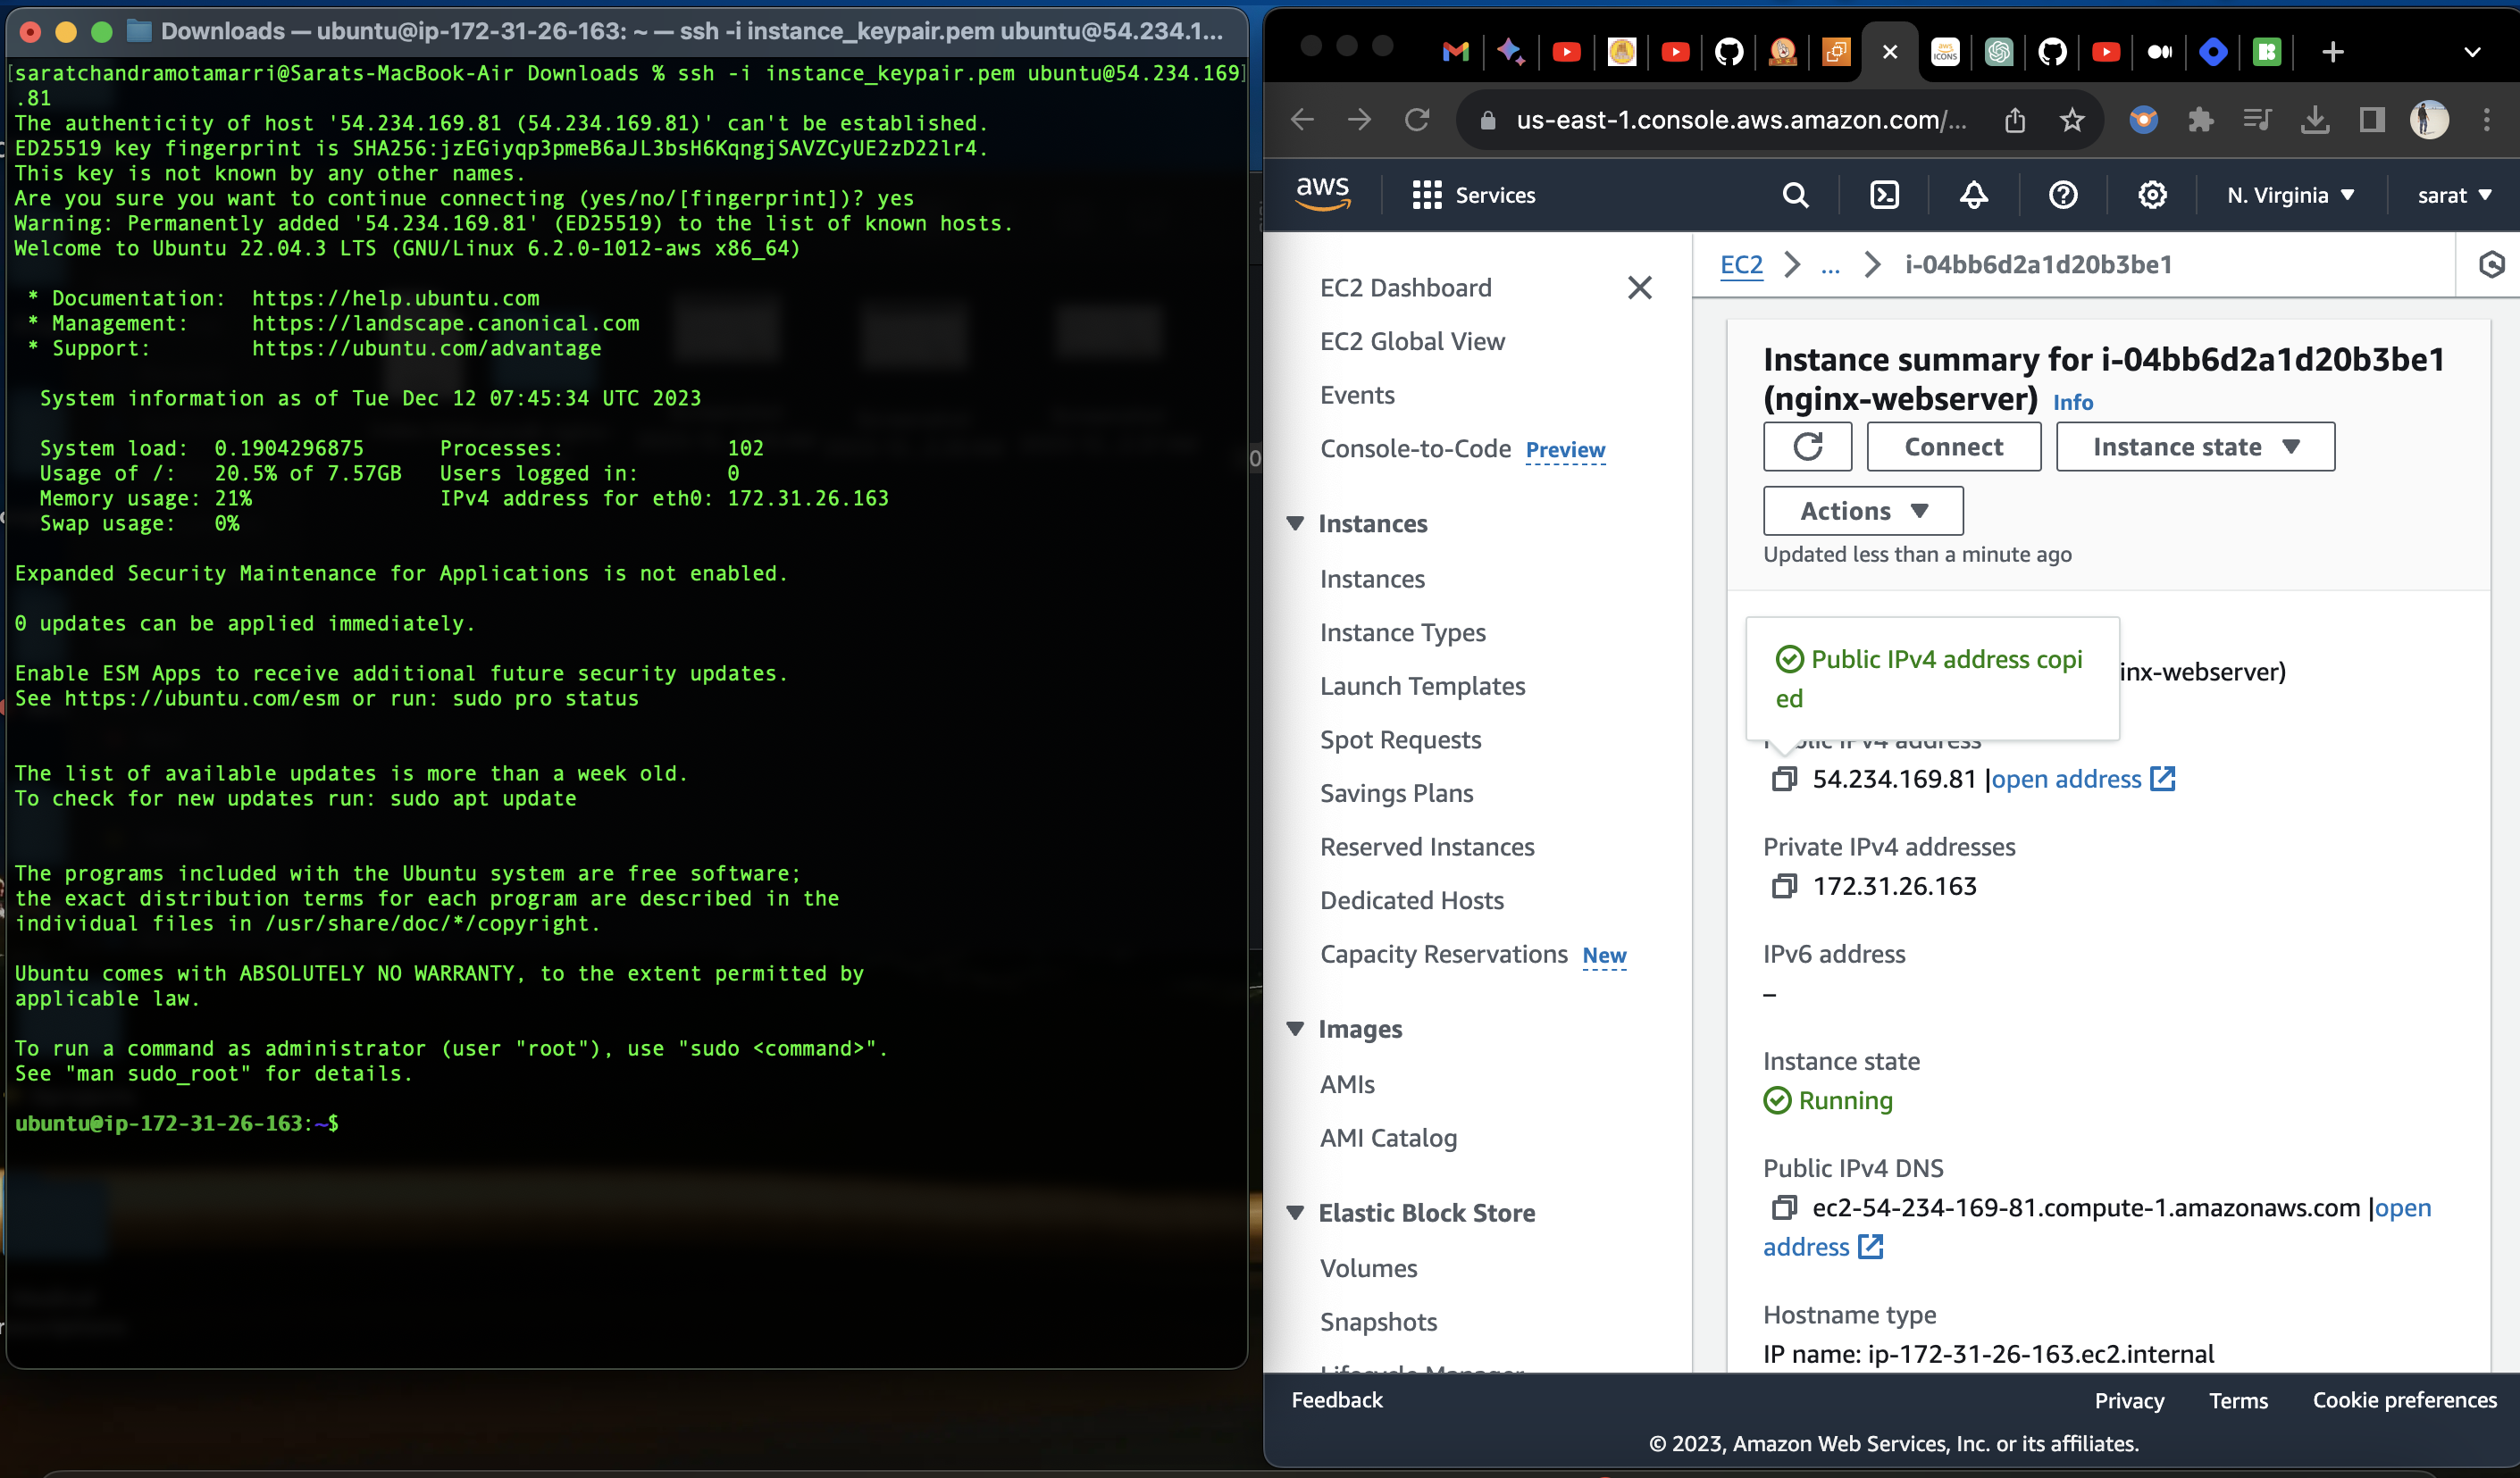 Downloads — ubuntu@ip-172-31-26-163: ~ — ssh -i instance_keypair.pem ubuntu@54.234.1...
[saratchandramotamarri@Sarats-MacBook-Air Downloads % ssh -i instance_keypair.pem ubuntu@54.234.169]
.81
The authenticity of host '54.234.169.81 (54.234.169.81)' can't be established.
ED25519 key fingerprint is SHA256:jzEGiyqp3pmeB6aJL3bsH6KqngjSAVZCyUE2zD22lr4.
This key is not known by any other names.
Are you sure you want to continue connecting (yes/no/[fingerprint])? yes
Warning: Permanently added '54.234.169.81' (ED25519) to the list of known hosts.
Welcome to Ubuntu 22.04.3 LTS (GNU/Linux 6.2.0-1012-aws x86_64)
* Documentation:  https://help.ubuntu.com
* Management:     https://landscape.canonical.com
* Support:        https://ubuntu.com/advantage
System information as of Tue Dec 12 07:45:34 UTC 2023
System load:  0.1904296875      Processes:             102
Usage of /:   20.5% of 7.57GB   Users logged in:       0
Memory usage: 21%               IPv4 address for eth0: 172.31.26.163
Swap usage:   0%
Expanded Security Maintenance for Applications is not enabled.
0 updates can be applied immediately.
Enable ESM Apps to receive additional future security updates.
See https://ubuntu.com/esm or run: sudo pro status
The list of available updates is more than a week old.
To check for new updates run: sudo apt update
The programs included with the Ubuntu system are free software;
the exact distribution terms for each program are described in the
individual files in /usr/share/doc/*/copyright.
Ubuntu comes with ABSOLUTELY NO WARRANTY, to the extent permitted by
applicable law.
To run a command as administrator (user "root"), use "sudo <command>".
See "man sudo_root" for details.
ubuntu@ip-172-31-26-163:~$
us-east-1.console.aws.amazon.com/...
aws
Services
N. Virginia
sarat
EC2 Dashboard
EC2 Global View
Events
Console-to-Code Preview
Instances
Instances
Instance Types
Launch Templates
Spot Requests
Savings Plans
Reserved Instances
Dedicated Hosts
Capacity Reservations New
Images
AMIs
AMI Catalog
Elastic Block Store
Volumes
Snapshots
Lifecycle Manager
EC2 > ... > i-04bb6d2a1d20b3be1
Instance summary for i-04bb6d2a1d20b3be1
(nginx-webserver) Info
Connect
Instance state
Actions
Updated less than a minute ago
inx-webserver)
Public IPv4 address copi
ed
Public IPv4 address
54.234.169.81 |open address
Private IPv4 addresses
172.31.26.163
IPv6 address
–
Instance state
Running
Public IPv4 DNS
ec2-54-234-169-81.compute-1.amazonaws.com |open
address
Hostname type
IP name: ip-172-31-26-163.ec2.internal
Feedback
Privacy
Terms
Cookie preferences
© 2023, Amazon Web Services, Inc. or its affiliates.